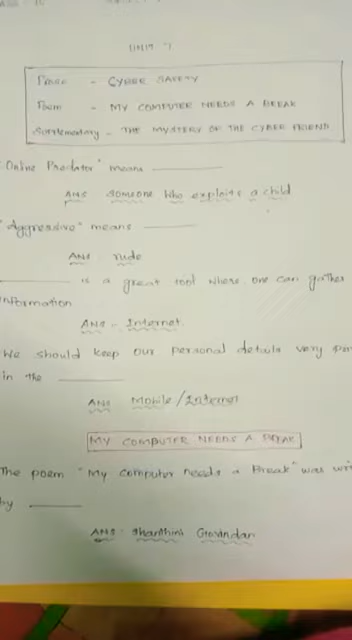 UNIT 7
Prose - CYBER SAFETY
Poem - MY COMPUTER NEEDS A BREAK
Supplementary - THE MYSTERY OF THE CYBER FRIEND
"Online Predator" means
ANS someone who exploits a child
"Aggressive" means
ANS rude
is a great tool where one can gather
information
ANS - Internet.
We should keep our personal details very
in the
ANS Mobile/Internet
MY COMPUTER NEEDS A BREAK
The poem "My Computer needs a Break" was
by
ANS - Shanthini Govindan